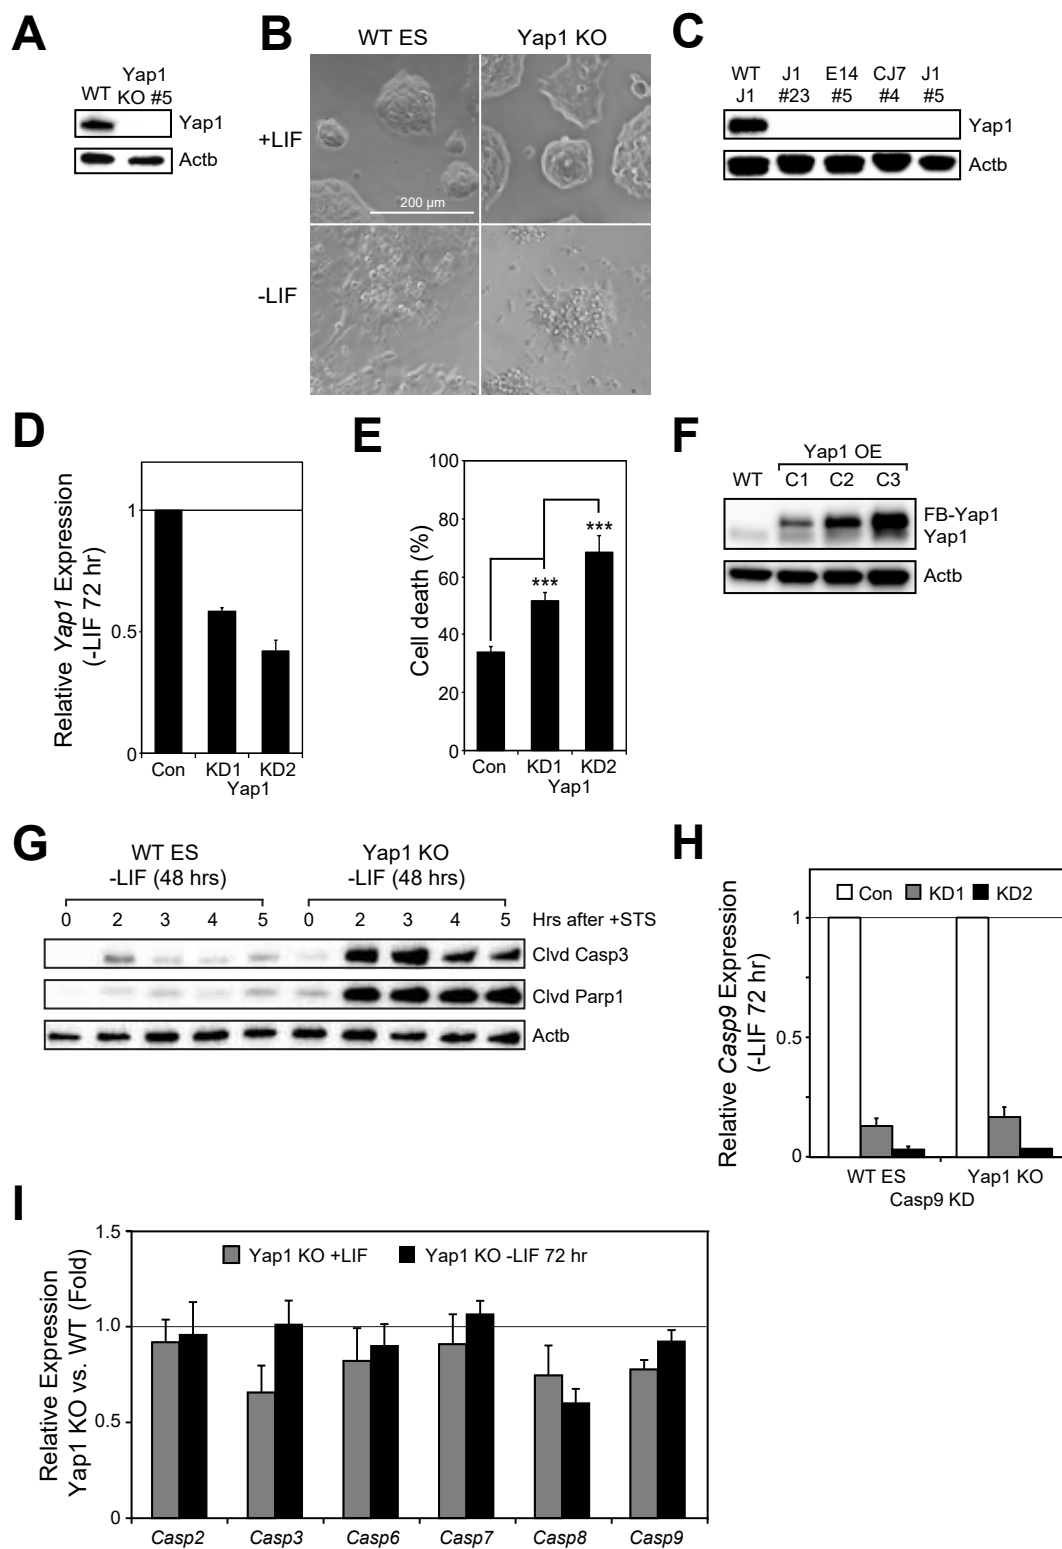 A
WT
Yap1
KO #5
Yap1
Actb
B
WT ES
Yap1 KO
+LIF
200 µm
-LIF
C
WT
J1
J1
#23
E14
#5
CJ7
#4
J1
#5
Yap1
Actb
D
Relative Yap1 Expression
(-LIF 72 hr)
1
0.5
0
Con
KD1
KD2
Yap1
E
Cell death (%)
100
80
60
40
20
0
***
***
Con
KD1
KD2
Yap1
F
Yap1 OE
WT
C1
C2
C3
FB-Yap1
Yap1
Actb
G
WT ES
-LIF (48 hrs)
Yap1 KO
-LIF (48 hrs)
0 2 3 4 5 0 2 3 4 5 Hrs after +STS
Clvd Casp3
Clvd Parp1
Actb
H
Relative Casp9 Expression
(-LIF 72 hr)
Con KD1 KD2
1
0.5
0
WT ES
Yap1 KO
Casp9 KD
I
Relative Expression
Yap1 KO vs. WT (Fold)
1.5
1.0
0.5
0
Yap1 KO +LIF
Yap1 KO -LIF 72 hr
Casp2 Casp3 Casp6 Casp7 Casp8 Casp9